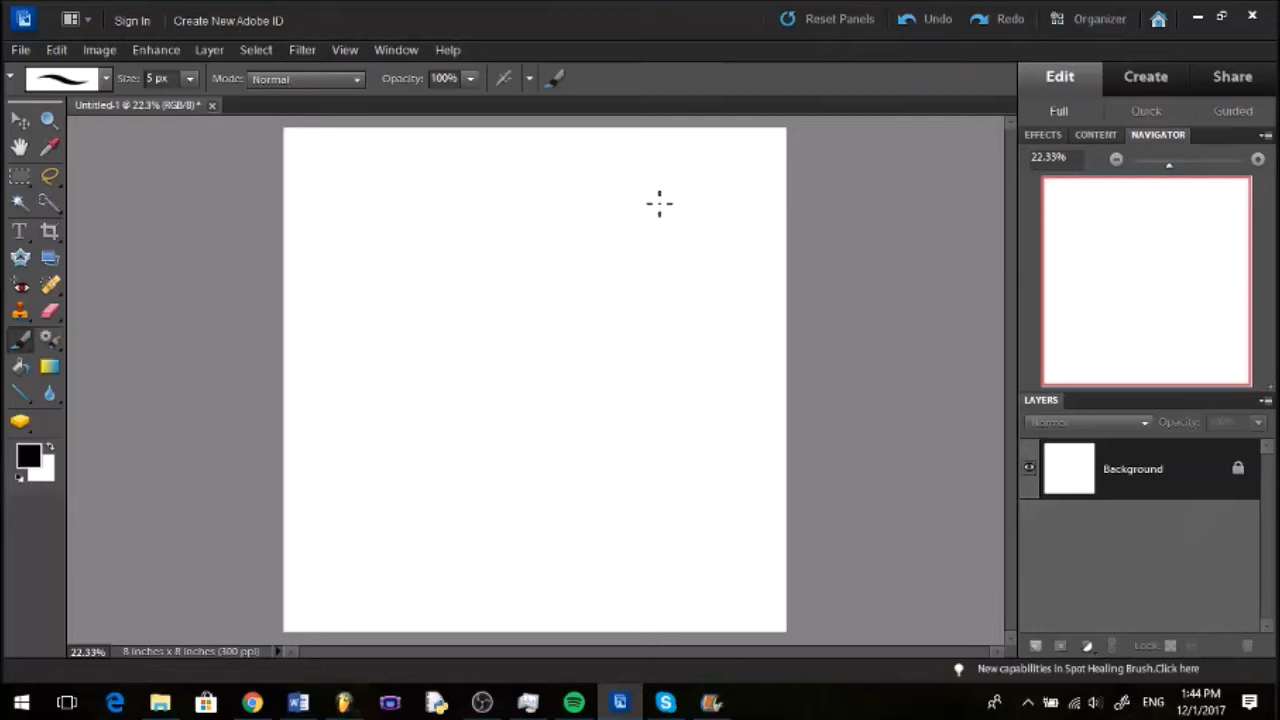 Sign In Create New Adobe ID Reset Panels Undo Redo Organizer
File Edit Image Enhance Layer Select Filter View Window Help
Size: 5 px Mode: Normal Opacity: 100%
Edit Create Share
Untitled-1 @ 22.3% (RGB/8) *
Full Quick Guided
EFFECTS CONTENT NAVIGATOR
22.33%
LAYERS
Normal Opacity:
Background
Lock:
22.33% 8 inches x 8 inches (300 ppi)
New capabilities in Spot Healing Brush.Click here
ENG
1:44 PM
12/1/2017